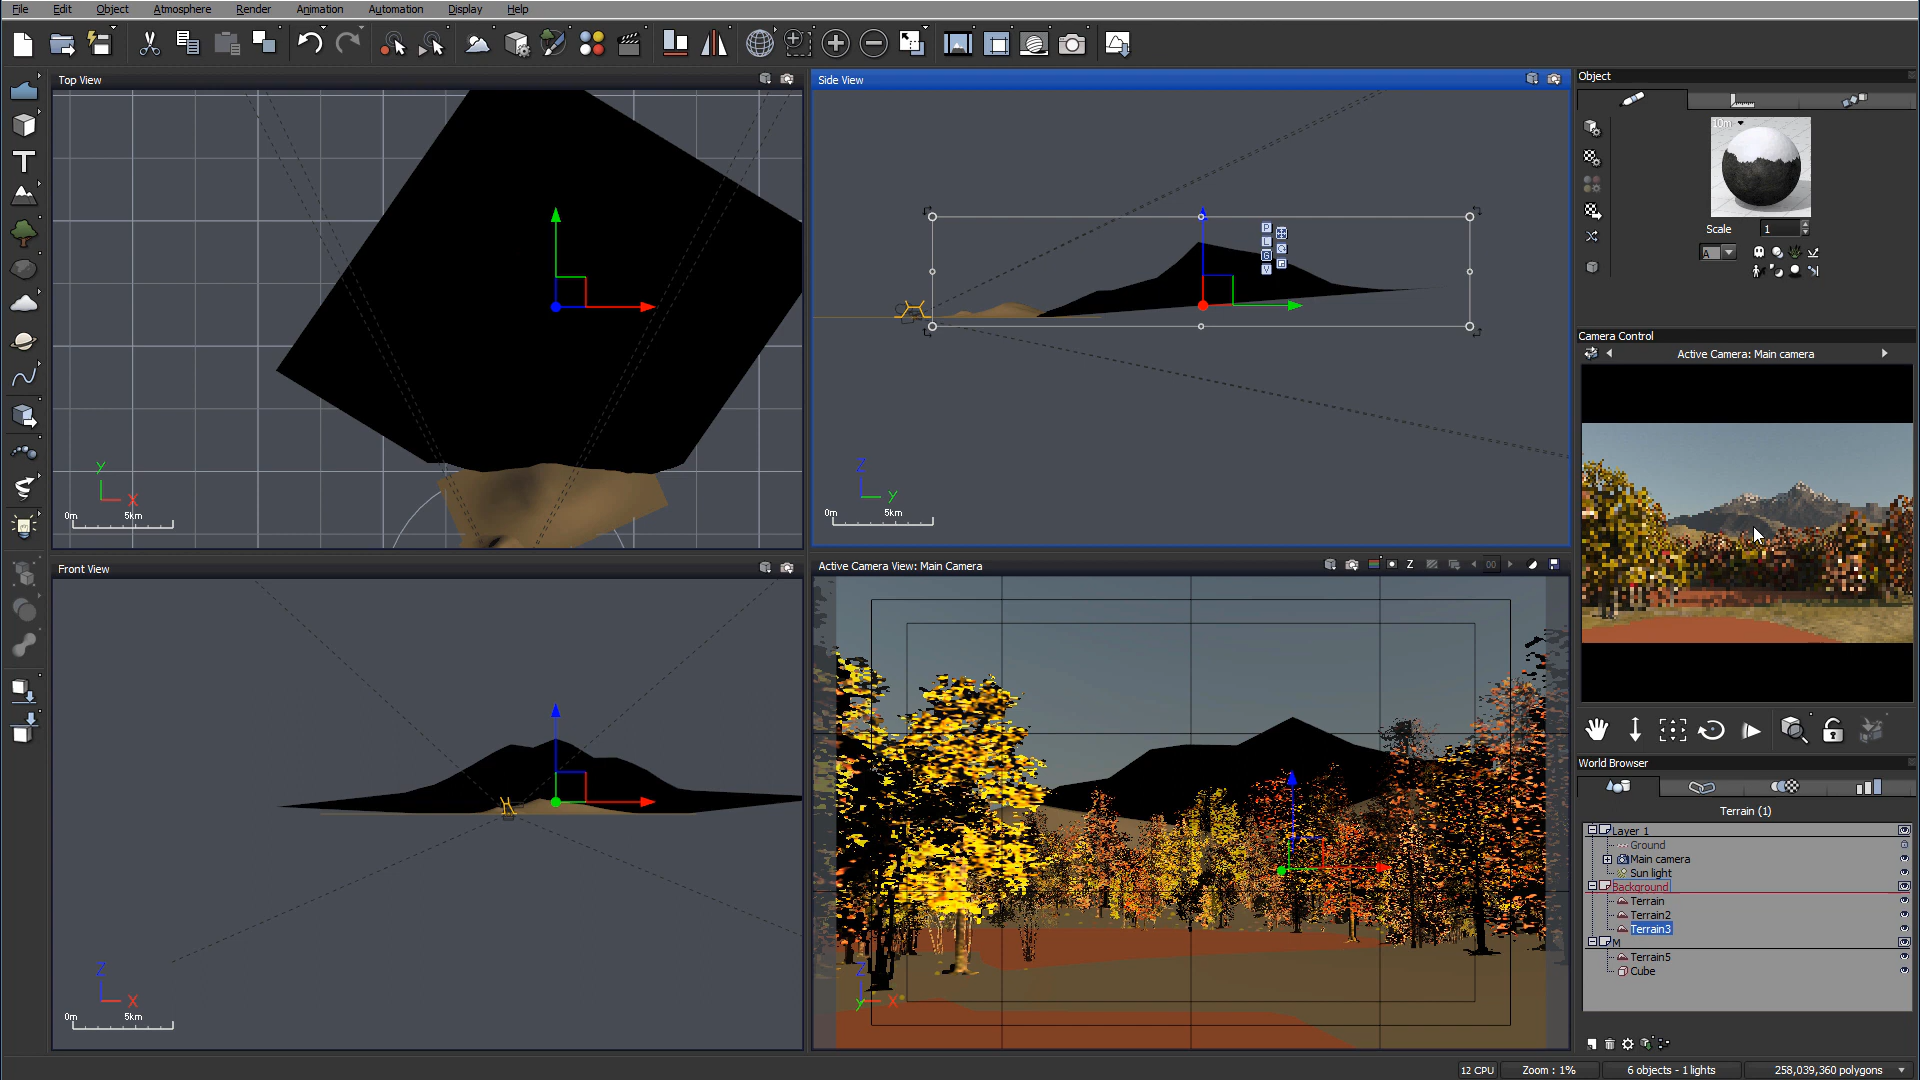 File Edit Object Atmosphere Render Animation Automation Display Help
Top View
Side View
Object
10m
Scale 1
A
P
L
G
V
Camera Control
Active Camera: Main camera
Y
X
0m 5km
Z
Y
0m 5km
Front View
Active Camera View: Main Camera
Z
00
World Browser
Terrain (1)
Layer 1
Ground
Main camera
Sun light
Background
Terrain
Terrain2
Terrain3
M
Terrain5
Cube
Z
X
0m 5km
Z
Y
X
12 CPU Zoom : 1% 6 objects - 1 lights 258,039,360 polygons